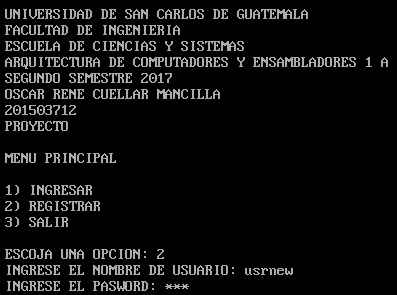 UNIVERSIDAD DE SAN CARLOS DE GUATEMALA
FACULTAD DE INGENIERIA
ESCUELA DE CIENCIAS Y SISTEMAS
ARQUITECTURA DE COMPUTADORES Y ENSAMBLADORES 1 A
SEGUNDO SEMESTRE 2017
OSCAR RENE CUELLAR MANCILLA
201503712
PROYECTO
MENU PRINCIPAL
1) INGRESAR
2) REGISTRAR
3) SALIR
ESCOJA UNA OPCION: 2
INGRESE EL NOMBRE DE USUARIO: usrnew
INGRESE EL PASWORD: ***